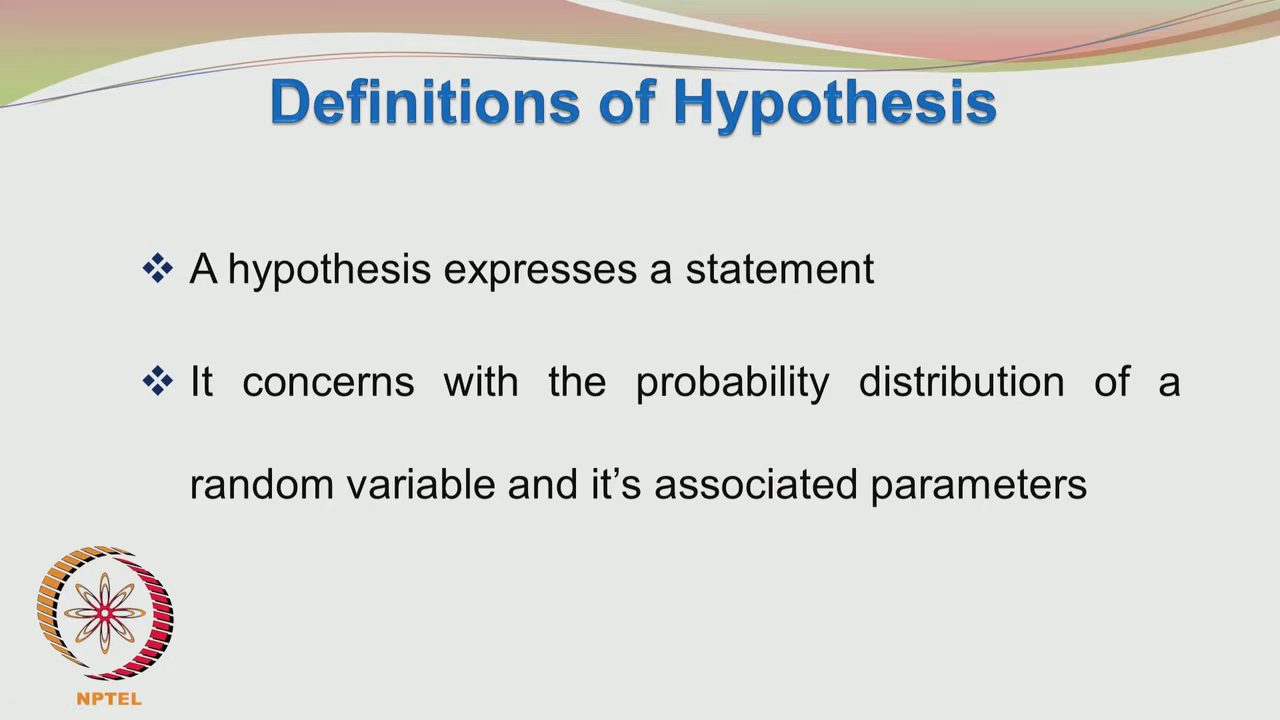 Definitions of Hypothesis
❖ A hypothesis expresses a statement
❖ It concerns with the probability distribution of a
random variable and it’s associated parameters
NPTEL